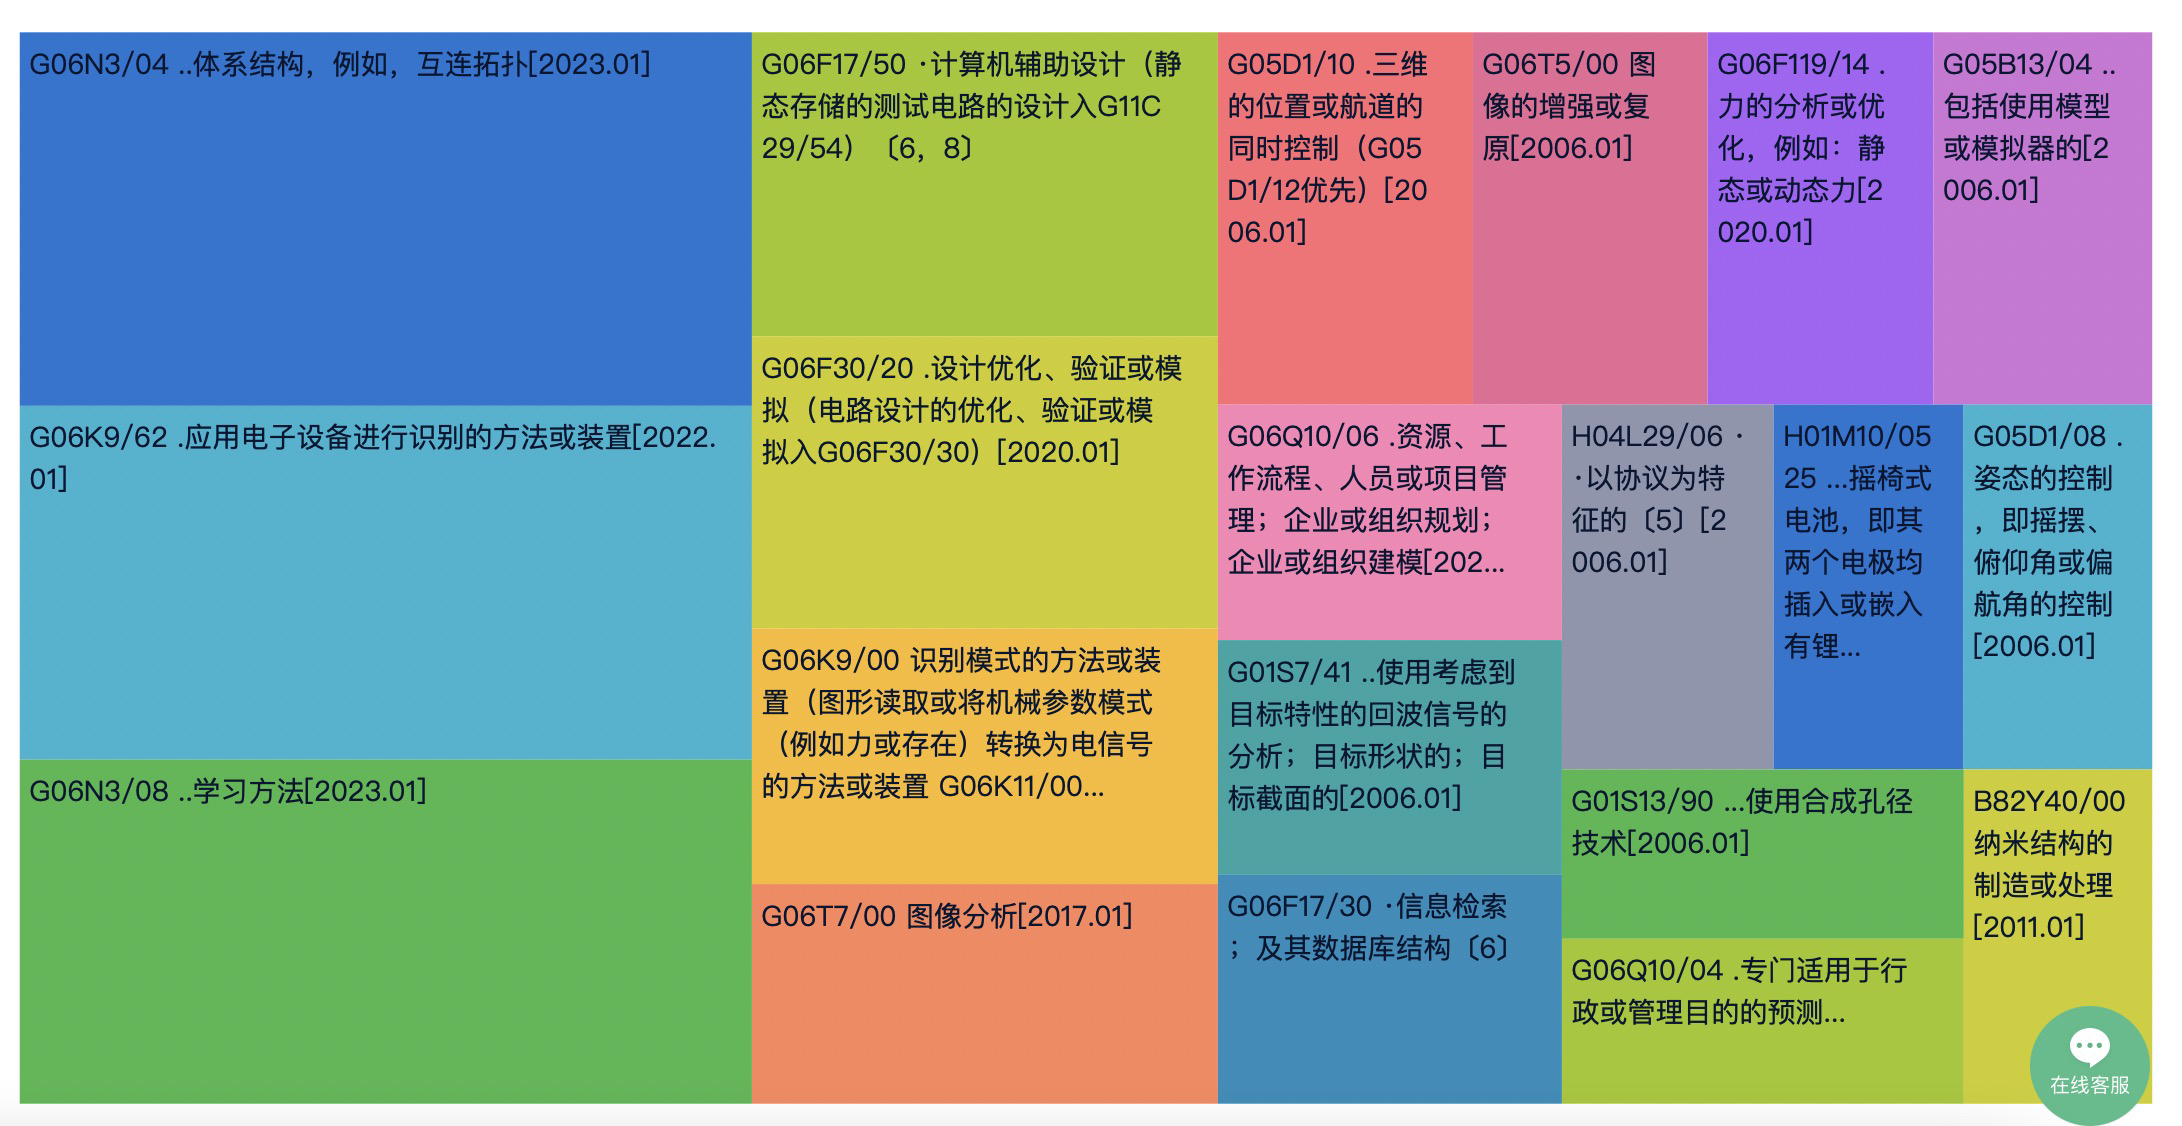 G06N3/04 ..体系结构，例如，互连拓扑[2023.01]
G06K9/62 .应用电子设备进行识别的方法或装置[2022.
01]
G06N3/08 ..学习方法[2023.01]
G06F17/50 ·计算机辅助设计（静
态存储的测试电路的设计入G11C
29/54）〔6，8〕
G06F30/20 .设计优化、验证或模
拟（电路设计的优化、验证或模
拟入G06F30/30）[2020.01]
G06K9/00 识别模式的方法或装
置（图形读取或将机械参数模式
（例如力或存在）转换为电信号
的方法或装置 G06K11/00...
G06T7/00 图像分析[2017.01]
G05D1/10 .三维
的位置或航道的
同时控制（G05
D1/12优先）[20
06.01]
G06T5/00 图
像的增强或复
原[2006.01]
G06F119/14 .
力的分析或优
化，例如：静
态或动态力[2
020.01]
G05B13/04 ..
包括使用模型
或模拟器的[2
006.01]
G06Q10/06 .资源、工
作流程、人员或项目管
理；企业或组织规划；
企业或组织建模[202...
G01S7/41 ..使用考虑到
目标特性的回波信号的
分析；目标形状的；目
标截面的[2006.01]
G06F17/30 ·信息检索
；及其数据库结构〔6〕
H04L29/06 ·
·以协议为特
征的〔5〕[2
006.01]
H01M10/05
25 ...摇椅式
电池，即其
两个电极均
插入或嵌入
有锂...
G05D1/08 .
姿态的控制
，即摇摆、
俯仰角或偏
航角的控制
[2006.01]
G01S13/90 ...使用合成孔径
技术[2006.01]
G06Q10/04 .专门适用于行
政或管理目的的预测...
B82Y40/00
纳米结构的
制造或处理
[2011.01]
在线客服